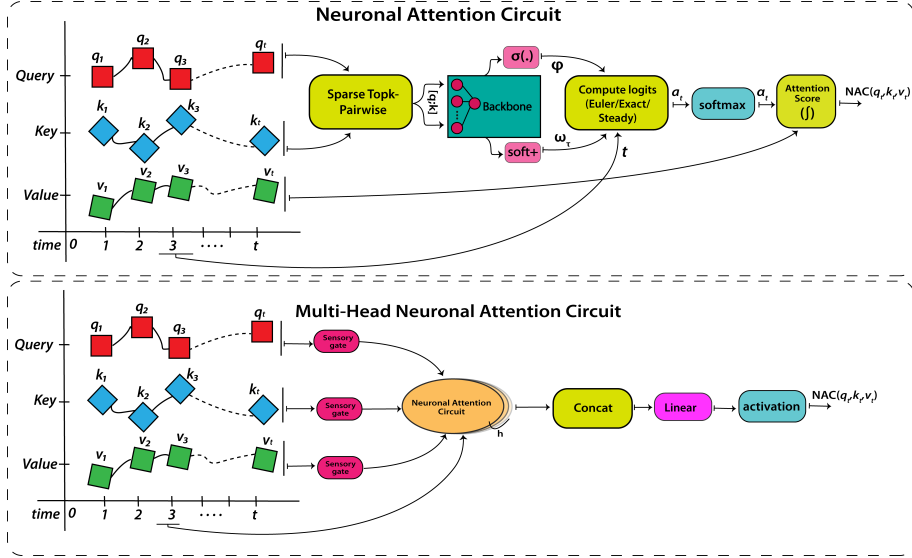 Neuronal Attention Circuit
Query
q1 q2 q3 qt
Key
k1 k2 k3 kt
Value
v1 v2 v3 vt
time 0 1 2 3 .... t
Sparse Topk-
Pairwise
[q;k]
Backbone
σ(.)
soft+
φ
ωτ
t
Compute logits
(Euler/Exact/
Steady)
at
softmax
at
Attention
Score
(∫)
NAC(qt,kt,vt)
Multi-Head Neuronal Attention Circuit
Query
q1 q2 q3 qt
Key
k1 k2 k3 kt
Value
v1 v2 v3 vt
time 0 1 2 3 .... t
Sensory
gate
Sensory
gate
Sensory
gate
Neuronal Attention
Circuit
h
Concat
Linear
activation
NAC(qt,kt,vt)